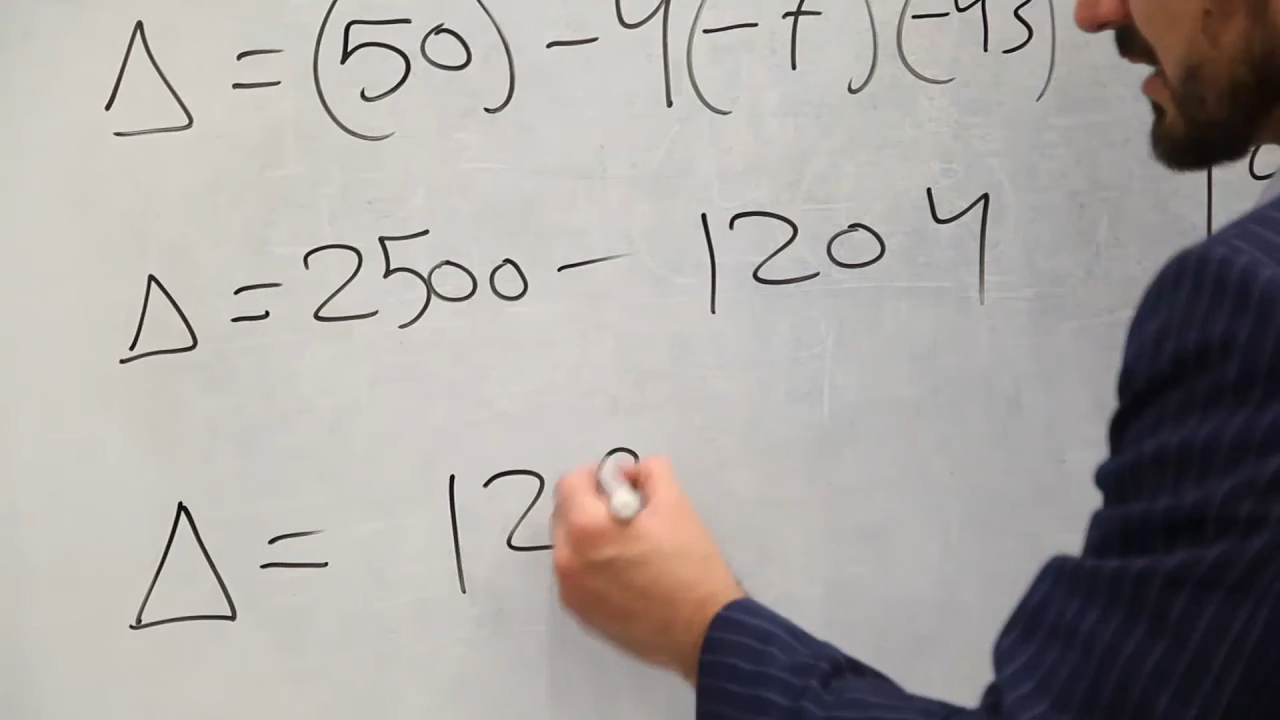 Δ = (50) - 4(-7)(-43)
Δ = 2500 - 1204
Δ = 12